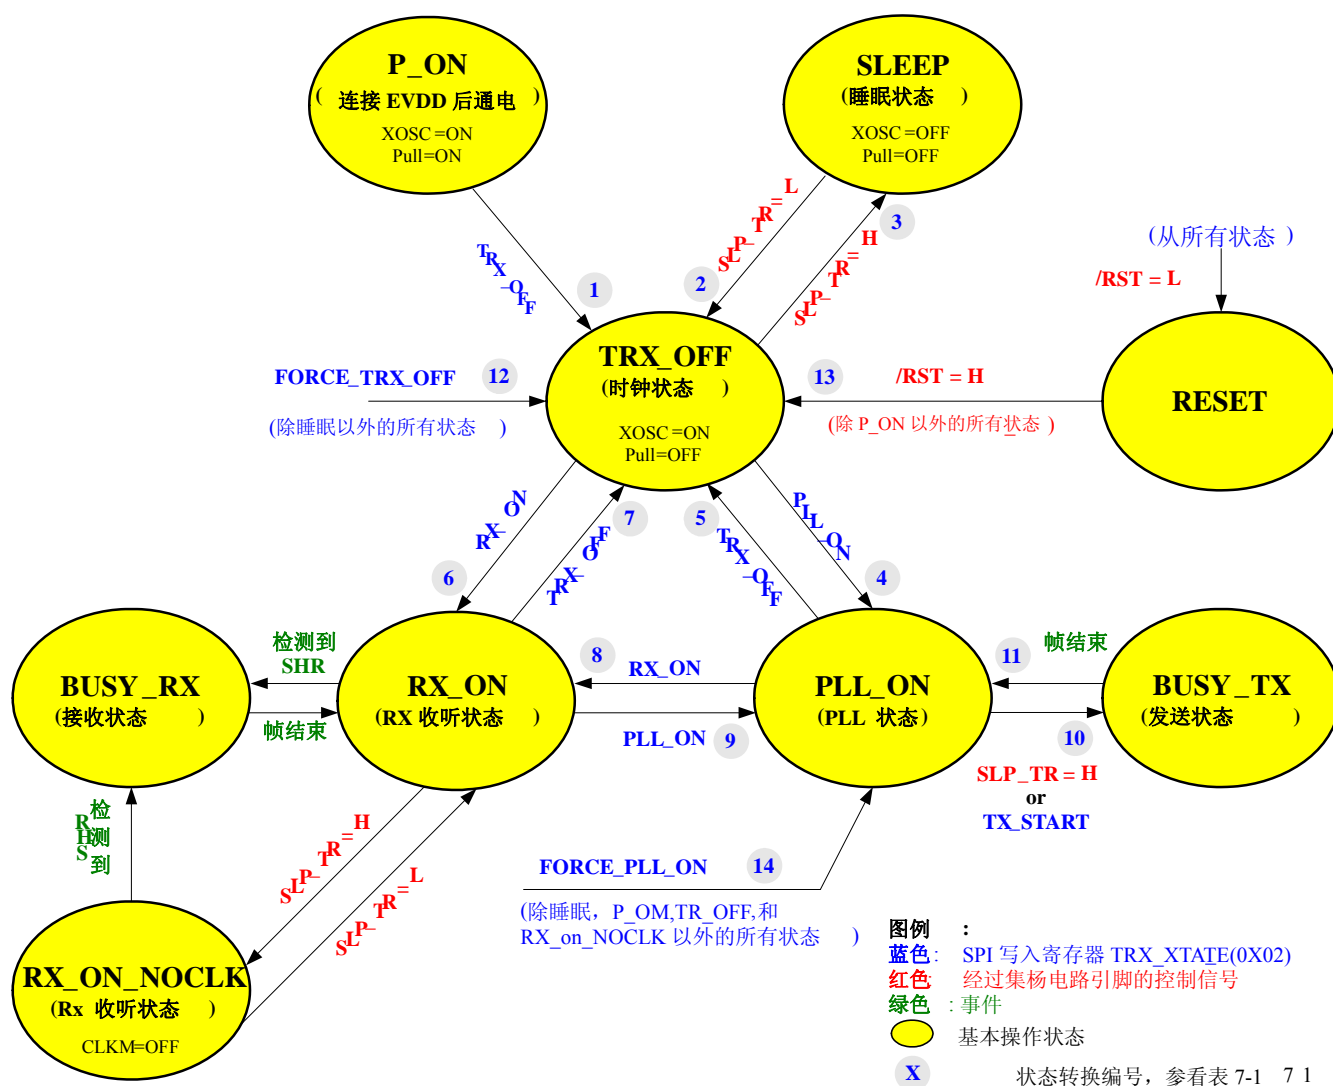 P_ON
( 连接 EVDD 后通电 )
XOSC=ON
Pull=ON
SLEEP
(睡眠状态 )
XOSC=OFF
Pull=OFF
TRX_OFF
1
SLP_TR=L
2
SLP_TR=H
3
(从所有状态)
/RST = L
RESET
TRX_OFF
(时钟状态 )
XOSC=ON
Pull=OFF
FORCE_TRX_OFF 12
(除睡眠以外的所有状态 )
13 /RST = H
(除 P_ON 以外的所有状态 )
RX_ON
6
TRX_OFF
7
TRX_OFF
5
PLL_ON
4
BUSY_RX
(接收状态 )
检测到
SHR
帧结束
RX_ON
(RX 收听状态 )
8 RX_ON
PLL_ON 9
PLL_ON
(PLL 状态)
11 帧结束
10
SLP_TR = H
or
TX_START
BUSY_TX
(发送状态 )
检测到
RHS
SLP_TR=H
SLP_TR=L
RX_ON_NOCLK
(Rx 收听状态 )
CLKM=OFF
FORCE_PLL_ON 14
(除睡眠，P_OM,TR_OFF,和
RX_on_NOCLK 以外的所有状态 )
图例 :
蓝色: SPI 写入寄存器 TRX_XTATE(0X02)
红色: 经过集杨电路引脚的控制信号
绿色 : 事件
基本操作状态
X 状态转换编号，参看表 7-1 7 1